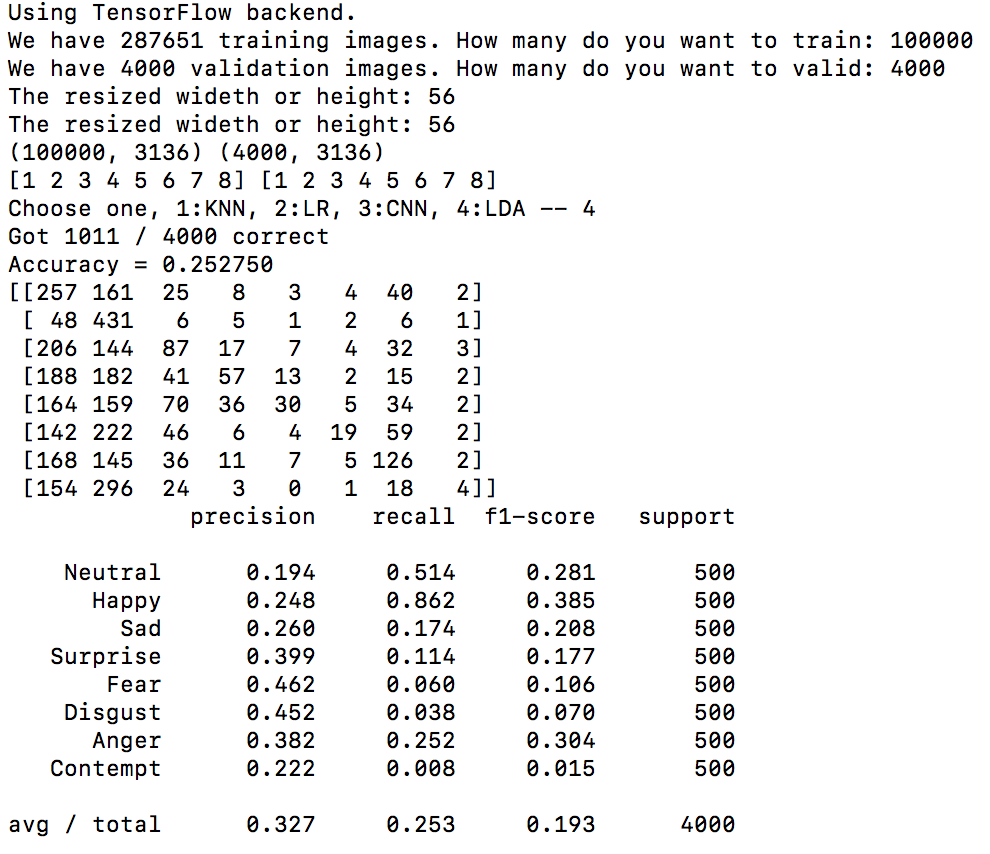 Using TensorFlow backend.
We have 287651 training images. How many do you want to train: 100000
We have 4000 validation images. How many do you want to valid: 4000
The resized wideth or height: 56
The resized wideth or height: 56
(100000, 3136) (4000, 3136)
[1 2 3 4 5 6 7 8] [1 2 3 4 5 6 7 8]
Choose one, 1:KNN, 2:LR, 3:CNN, 4:LDA -- 4
Got 1011 / 4000 correct
Accuracy = 0.252750
[[257 161  25   8   3   4  40   2]
 [ 48 431   6   5   1   2   6   1]
 [206 144  87  17   7   4  32   3]
 [188 182  41  57  13   2  15   2]
 [164 159  70  36  30   5  34   2]
 [142 222  46   6   4  19  59   2]
 [168 145  36  11   7   5 126   2]
 [154 296  24   3   0   1  18   4]]
             precision    recall  f1-score   support
    Neutral      0.194     0.514     0.281       500
      Happy      0.248     0.862     0.385       500
        Sad      0.260     0.174     0.208       500
   Surprise      0.399     0.114     0.177       500
       Fear      0.462     0.060     0.106       500
    Disgust      0.452     0.038     0.070       500
      Anger      0.382     0.252     0.304       500
   Contempt      0.222     0.008     0.015       500
avg / total      0.327     0.253     0.193      4000